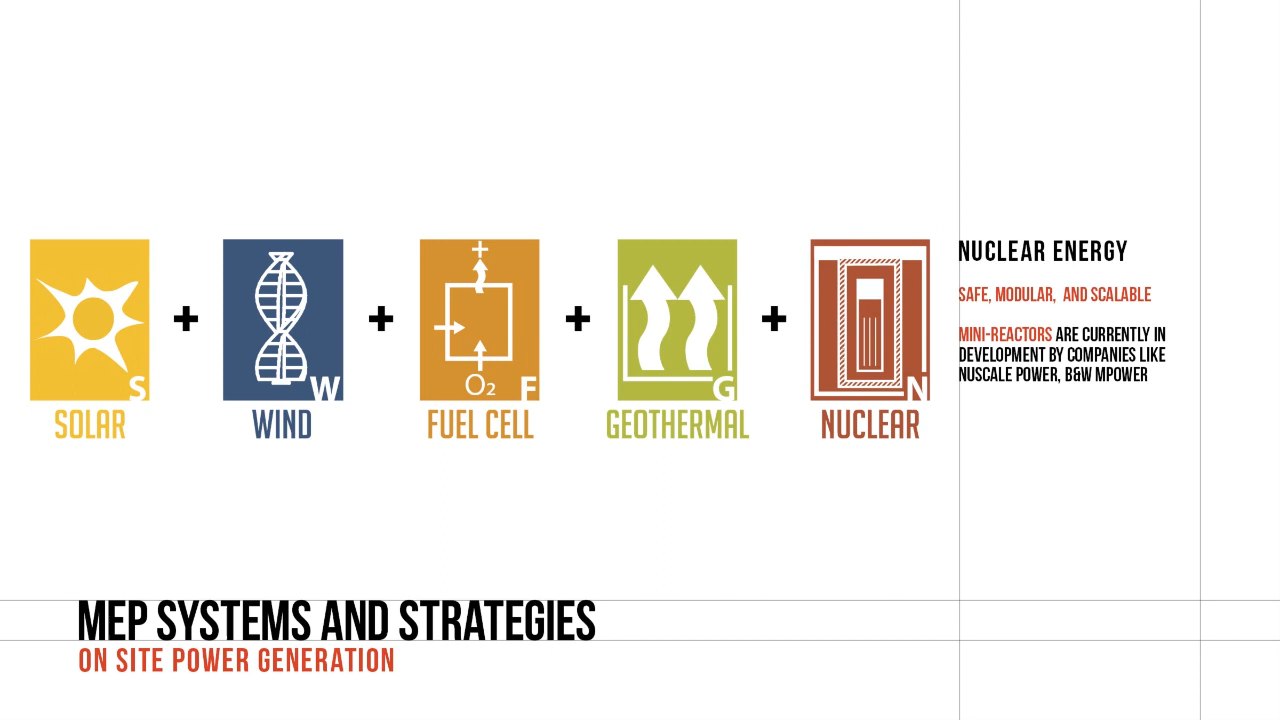 S
W
+
O₂
F
G
N
SOLAR + WIND + FUEL CELL + GEOTHERMAL + NUCLEAR
NUCLEAR ENERGY
SAFE, MODULAR, AND SCALABLE
MINI-REACTORS ARE CURRENTLY IN
DEVELOPMENT BY COMPANIES LIKE
NUSCALE POWER, B&W MPOWER
MEP SYSTEMS AND STRATEGIES
ON SITE POWER GENERATION